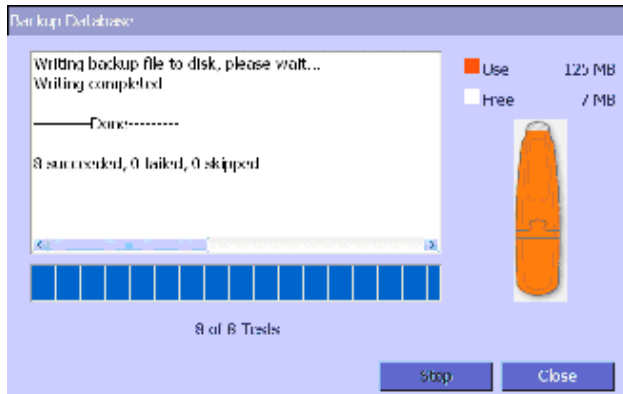 Backup Database
Writing backup file to disk, please wait...
Writing completed
---------Done---------
8 succeeded, 0 failed, 0 skipped
8 of 8 Tests
Use 125 MB
Free 7 MB
Stop
Close